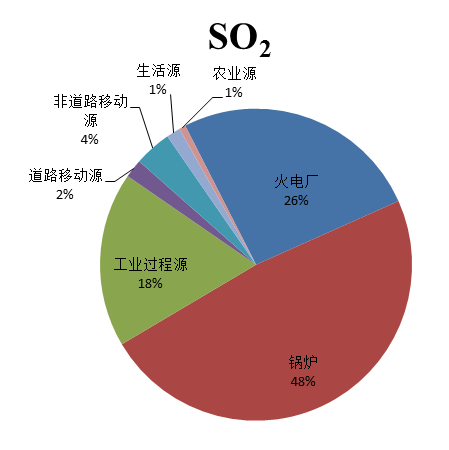 SO₂
生活源
1%
农业源
1%
非道路移动
源
4%
道路移动源
2%
火电厂
26%
工业过程源
18%
锅炉
48%